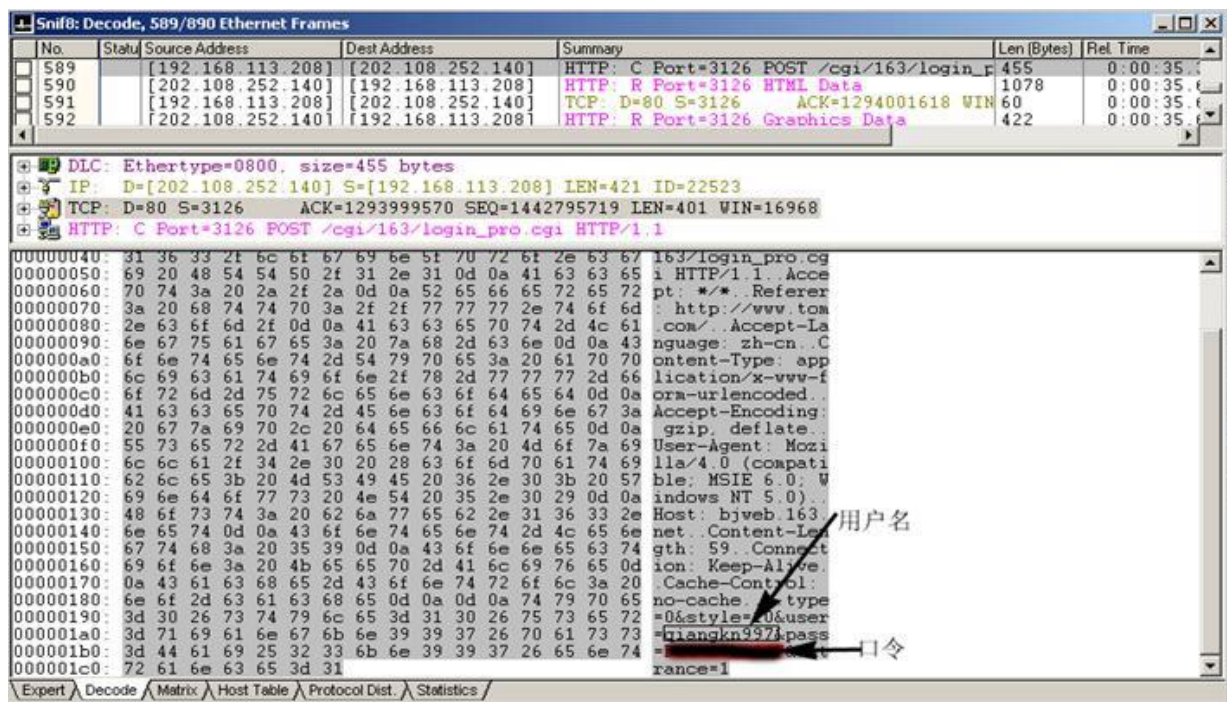 Snif8: Decode, 589/890 Ethernet Frames
No. Statu Source Address Dest Address Summary Len (Bytes) Rel. Time
589 [192.168.113.208] [202.108.252.140] HTTP: C Port=3126 POST /cgi/163/login_p 455 0:00:35.
590 [202.108.252.140] [192.168.113.208] HTTP: R Port=3126 HTML Data 1078 0:00:35.
591 [192.168.113.208] [202.108.252.140] TCP: D=80 S=3126 ACK=1294001618 WIN 60 0:00:35.
592 [202.108.252.140] [192.168.113.208] HTTP: R Port=3126 Graphics Data 422 0:00:35.
DLC: Ethertype=0800, size=455 bytes
IP: D=[202.108.252.140] S=[192.168.113.208] LEN=421 ID=22523
TCP: D=80 S=3126 ACK=1293999570 SEQ=1442795719 LEN=401 WIN=16968
HTTP: C Port=3126 POST /cgi/163/login_pro.cgi HTTP/1.1
00000040: 31 36 33 2f 6c 6f 67 69 6e 5f 70 72 6f 2e 63 67 163/login_pro.cg
00000050: 69 20 48 54 54 50 2f 31 2e 31 0d 0a 41 63 63 65 i HTTP/1.1..Acce
00000060: 70 74 3a 20 2a 2f 2a 0d 0a 52 65 66 65 72 65 72 pt: */*..Referer
00000070: 3a 20 68 74 74 70 3a 2f 2f 77 77 77 2e 74 6f 6d : http://www.tom
00000080: 2e 63 6f 6d 2f 0d 0a 41 63 63 65 70 74 2d 4c 61 .com/..Accept-La
00000090: 6e 67 75 61 67 65 3a 20 7a 68 2d 63 6e 0d 0a 43 nguage: zh-cn..C
000000a0: 6f 6e 74 65 6e 74 2d 54 79 70 65 3a 20 61 70 70 ontent-Type: app
000000b0: 6c 69 63 61 74 69 6f 6e 2f 78 2d 77 77 77 2d 66 lication/x-www-f
000000c0: 6f 72 6d 2d 75 72 6c 65 6e 63 6f 64 65 64 0d 0a orm-urlencoded..
000000d0: 41 63 63 65 70 74 2d 45 6e 63 6f 64 69 6e 67 3a Accept-Encoding:
000000e0: 20 67 7a 69 70 2c 20 64 65 66 6c 61 74 65 0d 0a gzip, deflate..
000000f0: 55 73 65 72 2d 41 67 65 6e 74 3a 20 4d 6f 7a 69 User-Agent: Mozi
00000100: 6c 6c 61 2f 34 2e 30 20 28 63 6f 6d 70 61 74 69 lla/4.0 (compati
00000110: 62 6c 65 3b 20 4d 53 49 45 20 36 2e 30 3b 20 57 ble; MSIE 6.0; W
00000120: 69 6e 64 6f 77 73 20 4e 54 20 35 2e 30 29 0d 0a indows NT 5.0)..
00000130: 48 6f 73 74 3a 20 62 6a 77 65 62 2e 31 36 33 2e Host: bjweb.163.
用户名
00000140: 6e 65 74 0d 0a 43 6f 6e 74 65 6e 74 2d 4c 65 6e net..Content-Len
00000150: 67 74 68 3a 20 35 39 0d 0a 43 6f 6e 6e 65 63 74 gth: 59..Connect
00000160: 69 6f 6e 3a 20 4b 65 65 70 2d 41 6c 69 76 65 0d ion: Keep-Alive.
00000170: 0a 43 61 63 68 65 2d 43 6f 6e 74 72 6f 6c 3a 20 .Cache-Control:
00000180: 6e 6f 2d 63 61 63 68 65 0d 0a 0d 0a 74 79 70 65 no-cache....type
00000190: 3d 30 26 73 74 79 6c 65 3d 31 30 26 75 73 65 72 =0&style=10&user
000001a0: 3d 71 69 61 6e 67 6b 6e 39 39 37 26 70 61 73 73 =qiangkn997&pass
000001b0: 3d 44 61 69 25 32 33 6b 6e 39 39 37 26 65 6e 74
口令
000001c0: 72 61 6e 63 65 3d 31 rance=1
Expert Decode Matrix Host Table Protocol Dist. Statistics